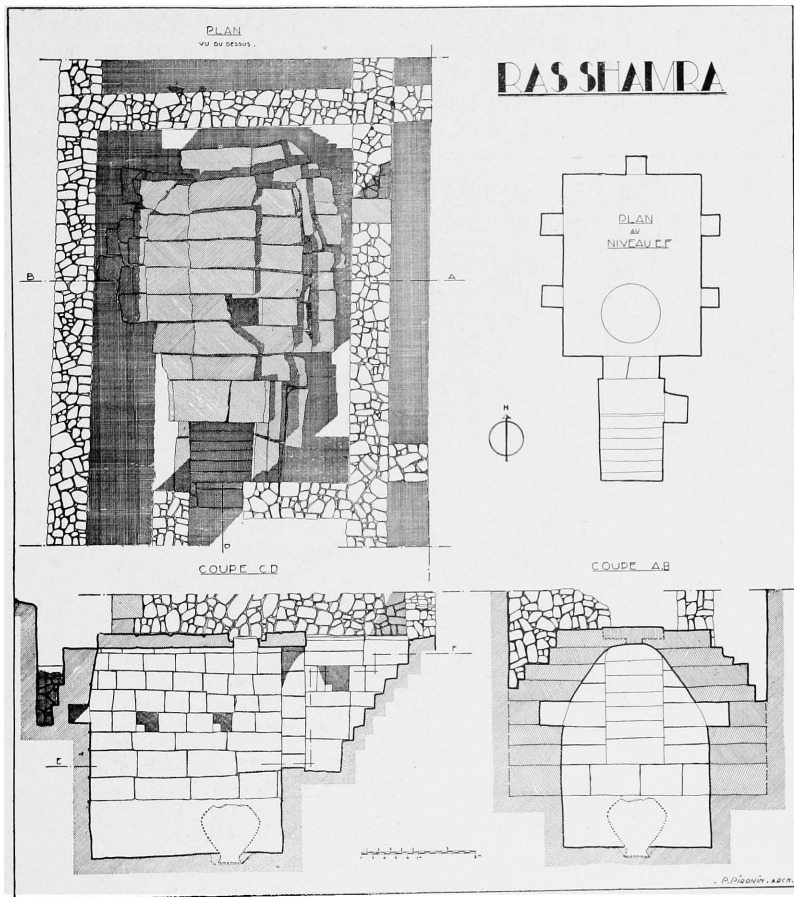 PLAN
VU DU DESSUS.
RAS SHAMRA
PLAN
AU
NIVEAU E.F
B
A
N
D
COUPE C.D
COUPE A.B
F
E
P. PIRONIN. ARCH.